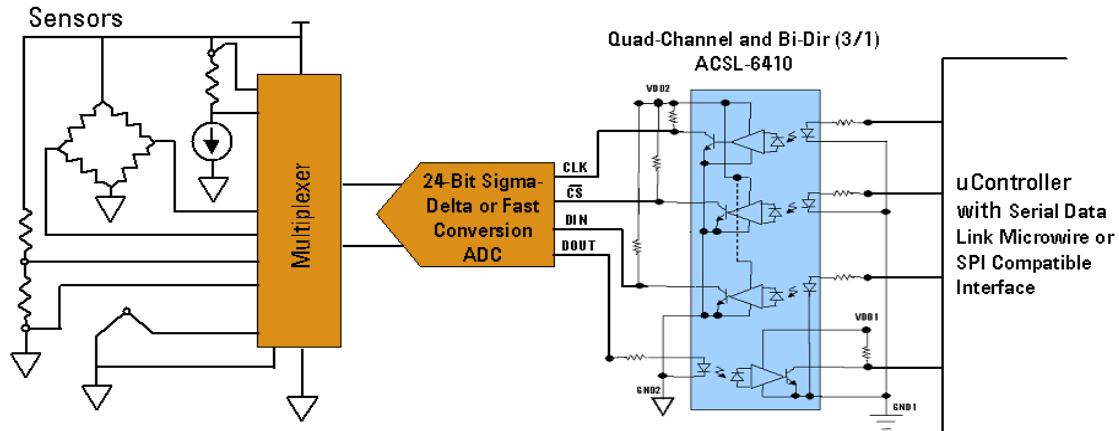 Sensors
Quad-Channel and Bi-Dir (3/1)
ACSL-6410
VDD2
Multiplexer
24-Bit Sigma-
Delta or Fast
Conversion
ADC
CLK
CS
DIN
DOUT
uController
with Serial Data
Link Microwire or
SPI Compatible
Interface
VDD1
GND2
GND1